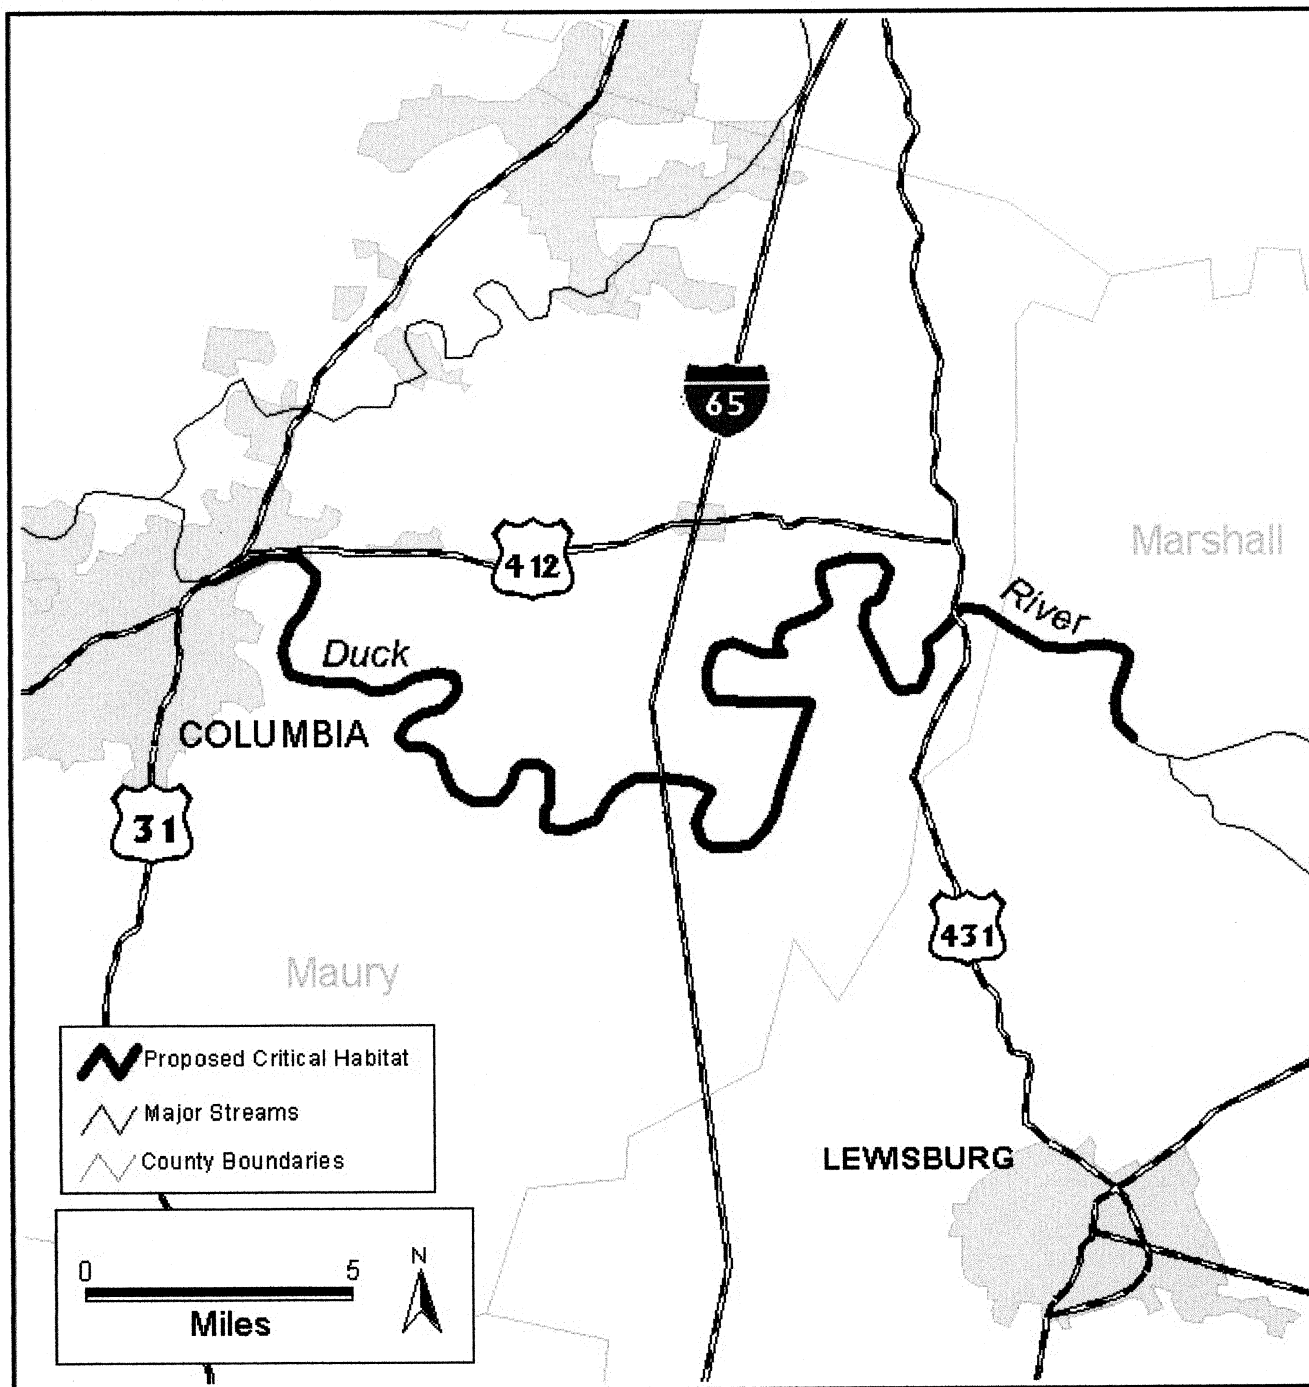 65
Marshall
412
River
Duck
COLUMBIA
31
431
Maury
Proposed Critical Habitat
Major Streams
County Boundaries
LEWISBURG
0 5
N
Miles